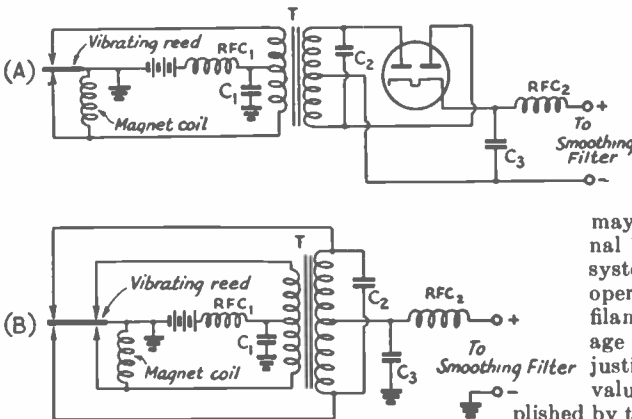 T
(A)
Vibrating reed
RFC1
C1
Magnet coil
C2
RFC2
+
To
Smoothing
Filter
C3
-
(B)
T
Vibrating reed
RFC1
C1
Magnet coil
C2
RFC2
+
C3
To
Smoothing Filter
-
may
nal
syste
oper
filan
age
justi
valu
plished by t